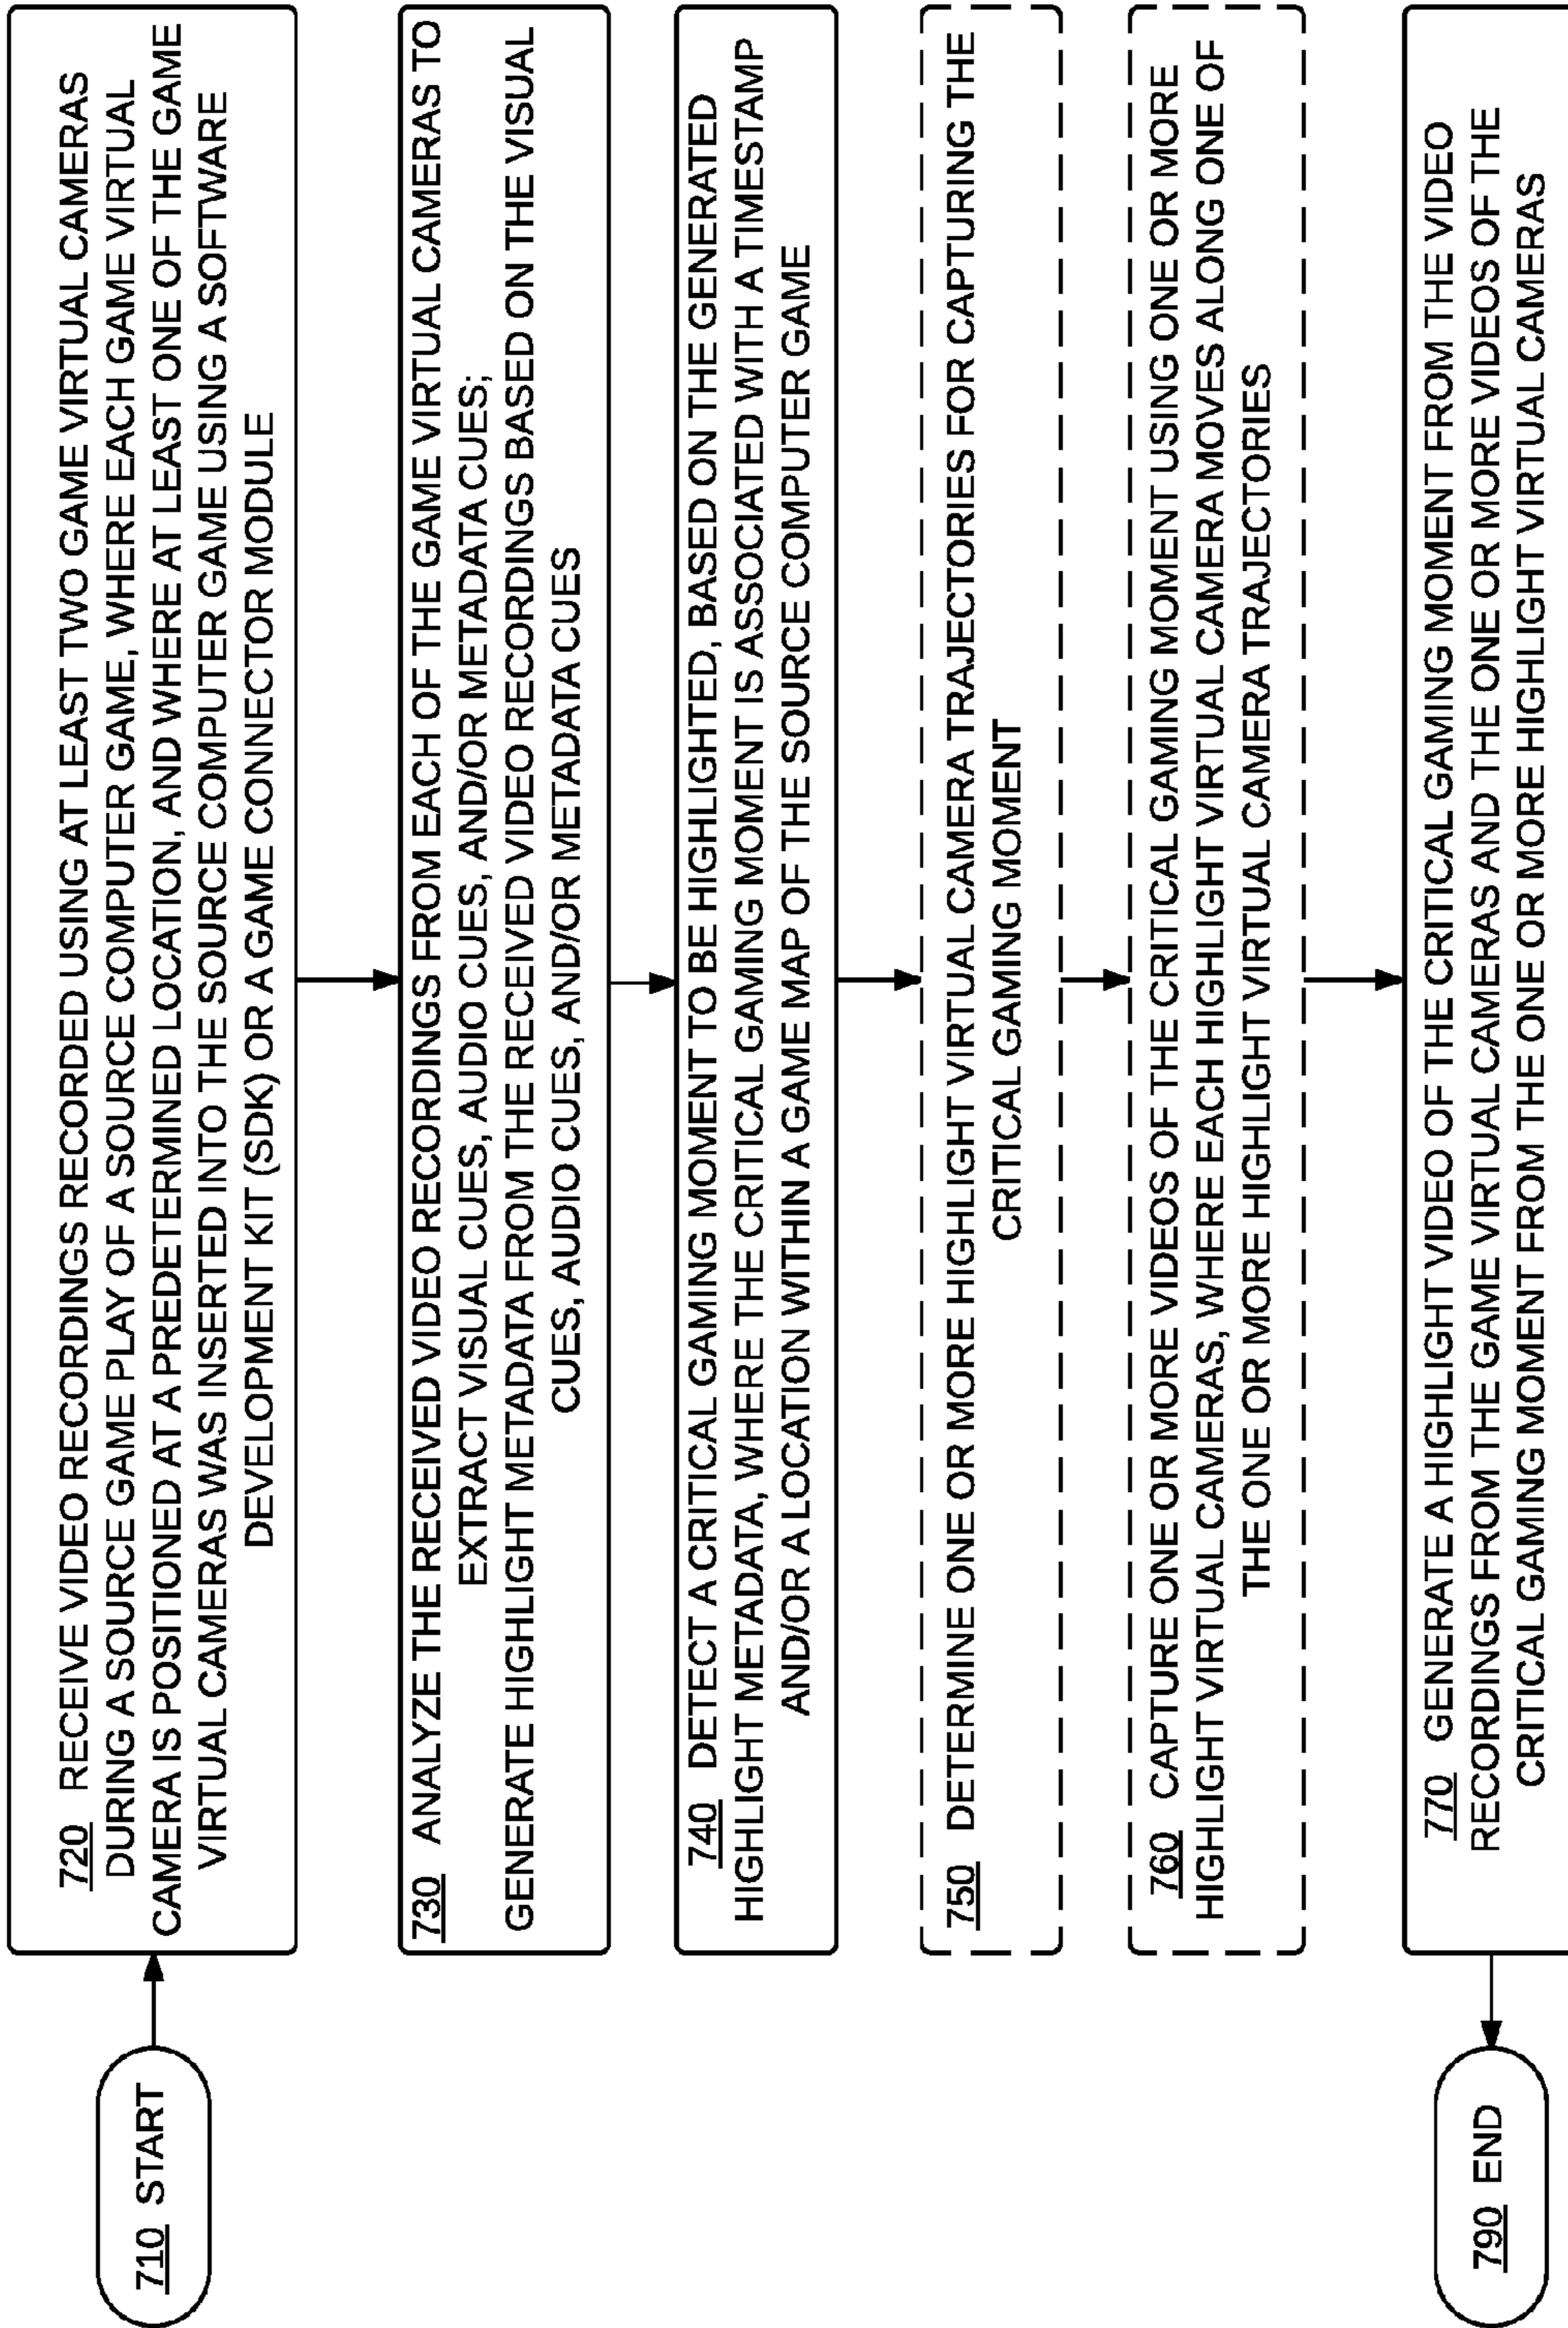 710 START
720 RECEIVE VIDEO RECORDINGS RECORDED USING AT LEAST TWO GAME VIRTUAL CAMERAS
DURING A SOURCE GAME PLAY OF A SOURCE COMPUTER GAME, WHERE EACH GAME VIRTUAL
CAMERA IS POSITIONED AT A PREDETERMINED LOCATION, AND WHERE AT LEAST ONE OF THE GAME
VIRTUAL CAMERAS WAS INSERTED INTO THE SOURCE COMPUTER GAME USING A SOFTWARE
DEVELOPMENT KIT (SDK) OR A GAME CONNECTOR MODULE
730 ANALYZE THE RECEIVED VIDEO RECORDINGS FROM EACH OF THE GAME VIRTUAL CAMERAS TO
EXTRACT VISUAL CUES, AUDIO CUES, AND/OR METADATA CUES;
GENERATE HIGHLIGHT METADATA FROM THE RECEIVED VIDEO RECORDINGS BASED ON THE VISUAL
CUES, AUDIO CUES, AND/OR METADATA CUES
740 DETECT A CRITICAL GAMING MOMENT TO BE HIGHLIGHTED, BASED ON THE GENERATED
HIGHLIGHT METADATA, WHERE THE CRITICAL GAMING MOMENT IS ASSOCIATED WITH A TIMESTAMP
AND/OR A LOCATION WITHIN A GAME MAP OF THE SOURCE COMPUTER GAME
750 DETERMINE ONE OR MORE HIGHLIGHT VIRTUAL CAMERA TRAJECTORIES FOR CAPTURING THE
CRITICAL GAMING MOMENT
760 CAPTURE ONE OR MORE VIDEOS OF THE CRITICAL GAMING MOMENT USING ONE OR MORE
HIGHLIGHT VIRTUAL CAMERAS, WHERE EACH HIGHLIGHT VIRTUAL CAMERA MOVES ALONG ONE OF
THE ONE OR MORE HIGHLIGHT VIRTUAL CAMERA TRAJECTORIES
770 GENERATE A HIGHLIGHT VIDEO OF THE CRITICAL GAMING MOMENT FROM THE VIDEO
RECORDINGS FROM THE GAME VIRTUAL CAMERAS AND THE ONE OR MORE VIDEOS OF THE
CRITICAL GAMING MOMENT FROM THE ONE OR MORE HIGHLIGHT VIRTUAL CAMERAS
790 END